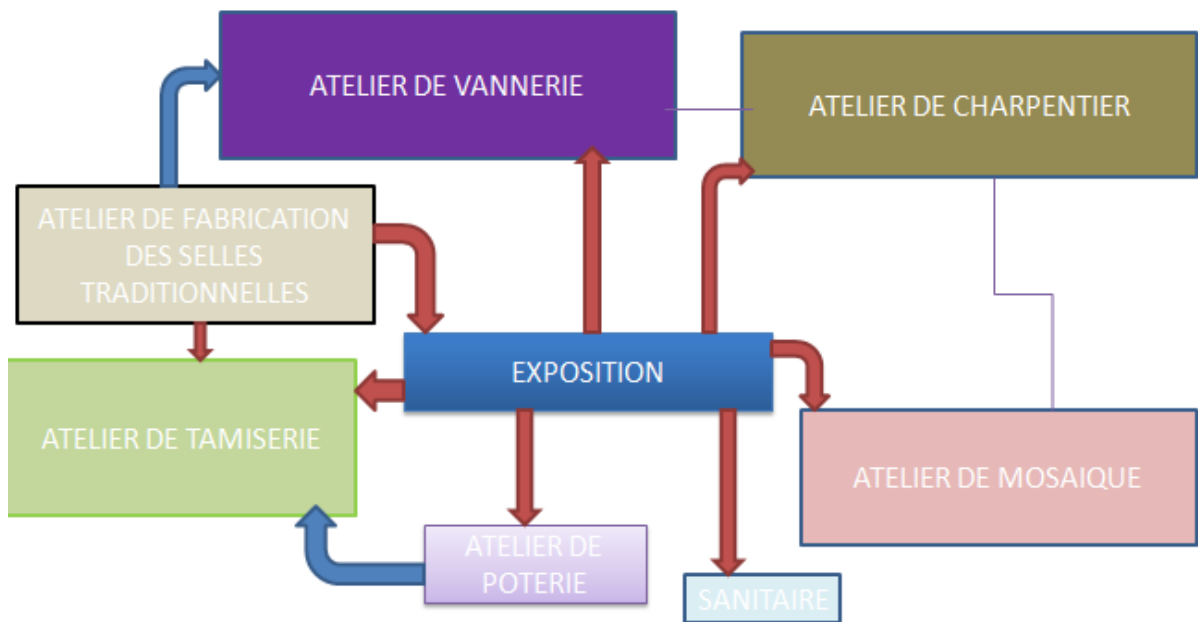 ATELIER DE VANNERIE
ATELIER DE CHARPENTIER
ATELIER DE FABRICATION
DES SELLES
TRADITIONNELLES
EXPOSITION
ATELIER DE TAMISERIE
ATELIER DE MOSAIQUE
ATELIER DE
POTERIE
SANITAIRE